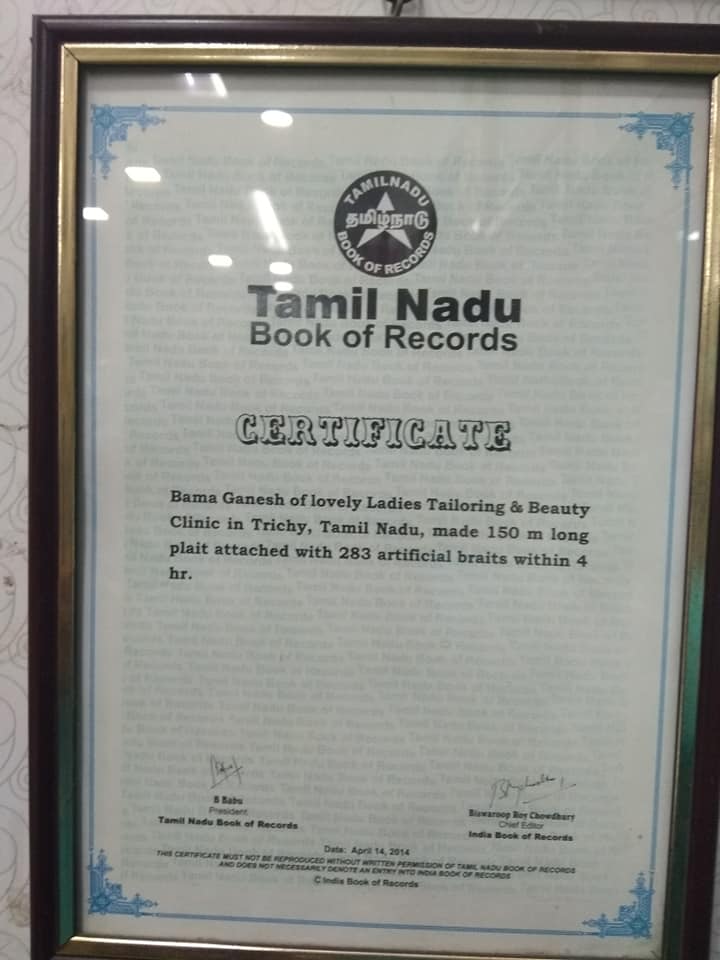 TAMILNADU
தமிழ்நாடு
BOOK OF RECORDS
Tamil Nadu
Book of Records
CERTIFICATE
Bama Ganesh of lovely Ladies Tailoring & Beauty
Clinic in Trichy, Tamil Nadu, made 150 m long
plait attached with 283 artificial braits within 4
hr.
B Babu
President
Tamil Nadu Book of Records
Biswaroop Roy Chowdhury
Chief Editor
India Book of Records
Date: April 14, 2014
THIS CERTIFICATE MUST NOT BE REPRODUCED WITHOUT WRITTEN PERMISSION OF TAMIL NADU BOOK OF RECORDS
AND DOES NOT NECESSARILY DENOTE AN ENTRY INTO INDIA BOOK OF RECORDS
© India Book of Records